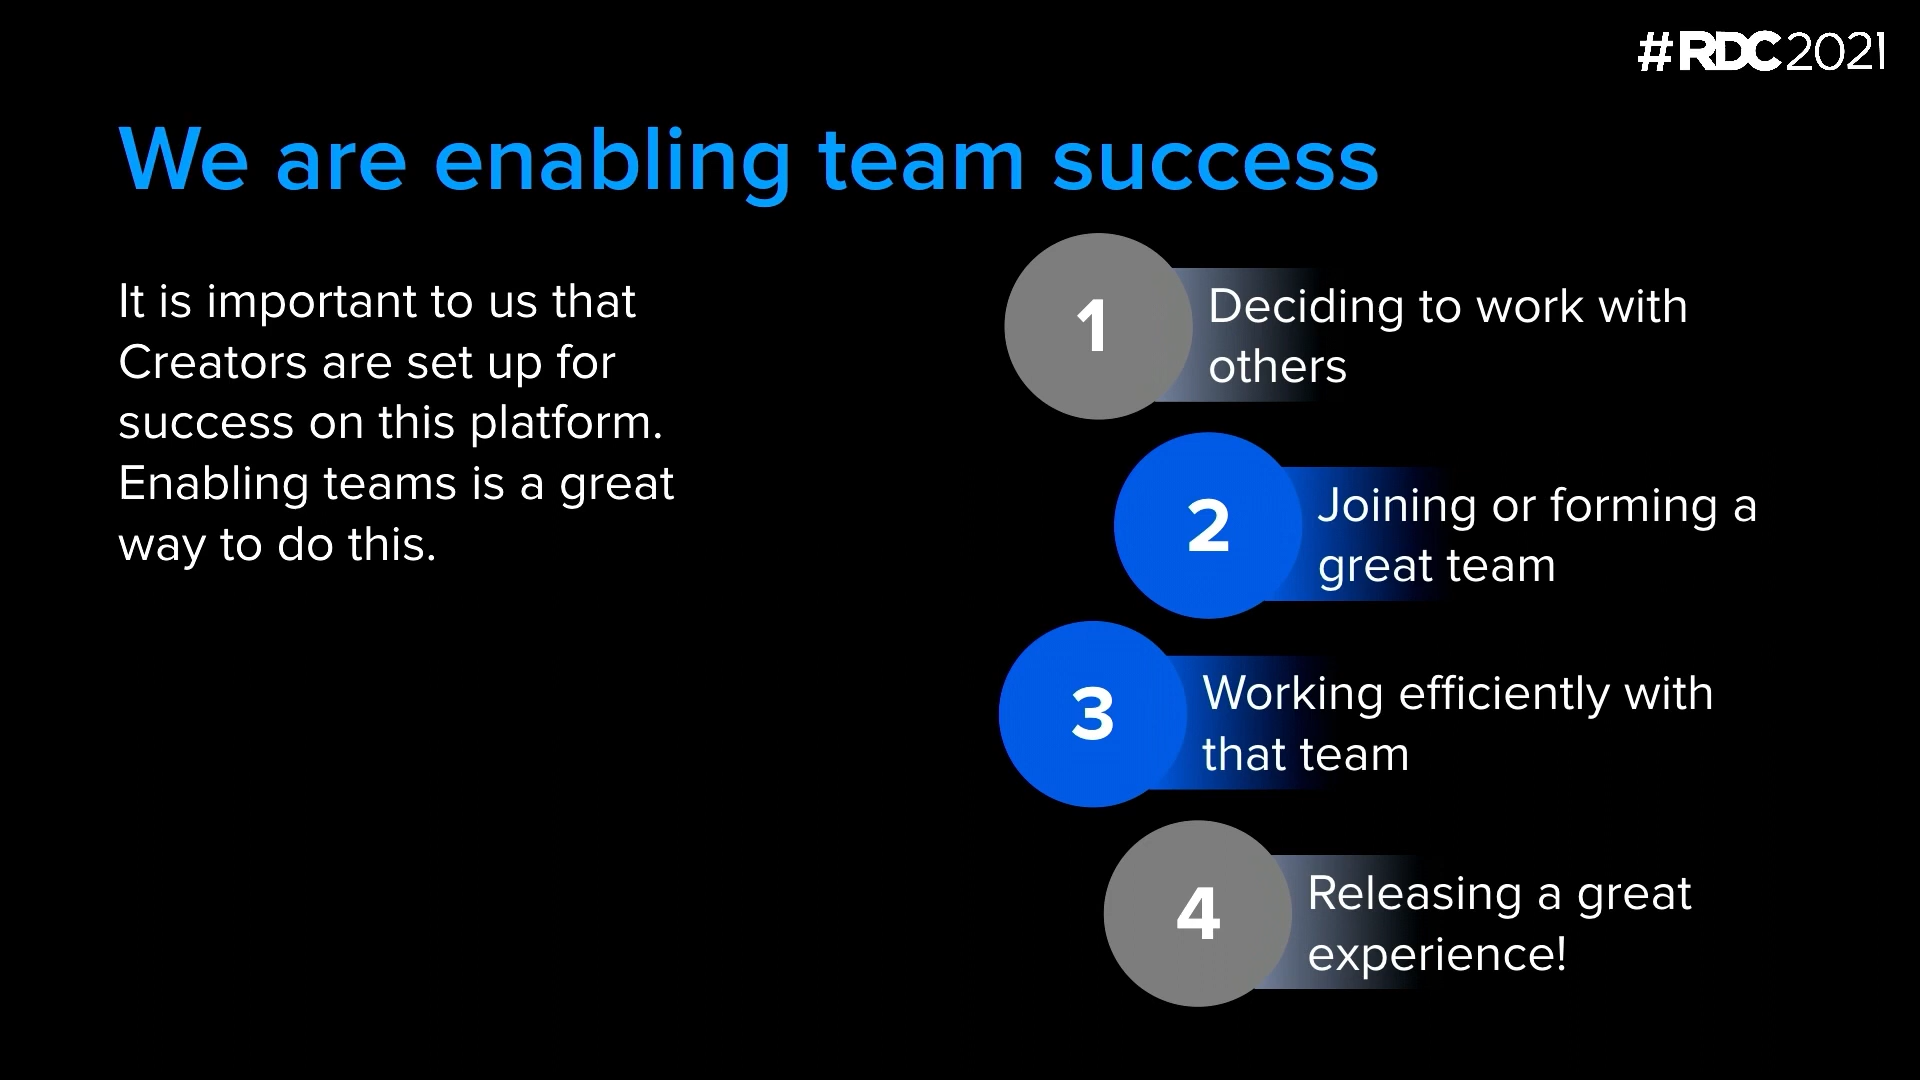 #RDC2021
We are enabling team success
It is important to us that
Creators are set up for
success on this platform.
Enabling teams is a great
way to do this.
1
Deciding to work with
others
2
Joining or forming a
great team
3
Working efficiently with
that team
4
Releasing a great
experience!